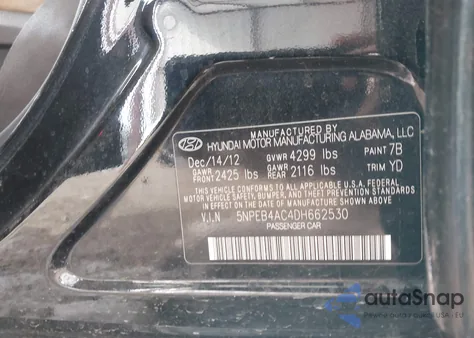 MANUFACTURED BY
HYUNDAI MOTOR MANUFACTURING ALABAMA, LLC
Dec/14/12 GVWR 4299 lbs PAINT 7B
GAWR FRONT 2425 lbs GAWR REAR 2116 lbs TRIM YD
THIS VEHICLE CONFORMS TO ALL APPLICABLE U.S. FEDERAL
MOTOR VEHICLE SAFETY, BUMPER, AND THEFT PREVENTION
STANDARDS IN EFFECT ON THE DATE OF MANUFACTURE SHOWN ABOVE.
V.I.N 5NPEB4AC4DH662530
PASSENGER CAR
autoSnap